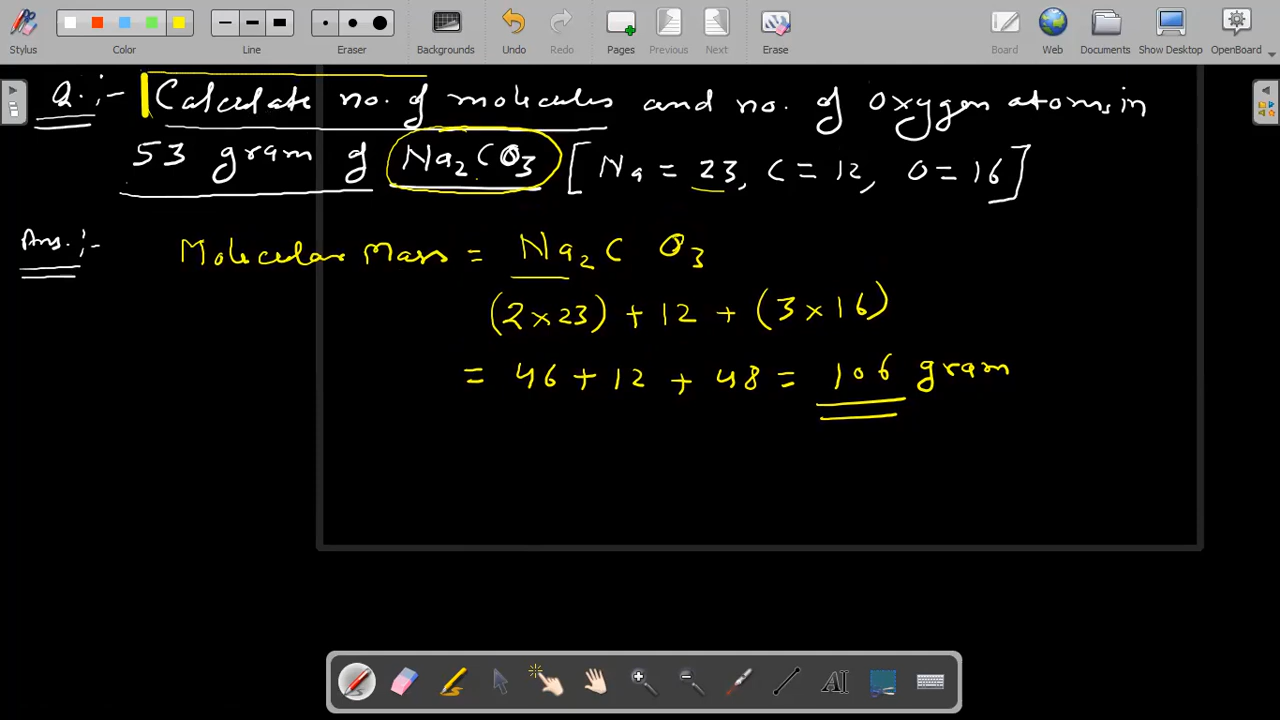 Stylus Color Line Eraser Backgrounds Undo Redo Pages Previous Next Erase Board Web Documents Show Desktop OpenBoard
Q.:- Calculate no. of molecules and no. of oxygen atoms in
53 gram of Na₂CO₃ [Na = 23, C = 12, O = 16]
Ans.:- Molecular Mass = Na₂C O₃
(2×23) + 12 + (3×16)
= 46 + 12 + 48 = 106 gram
AI